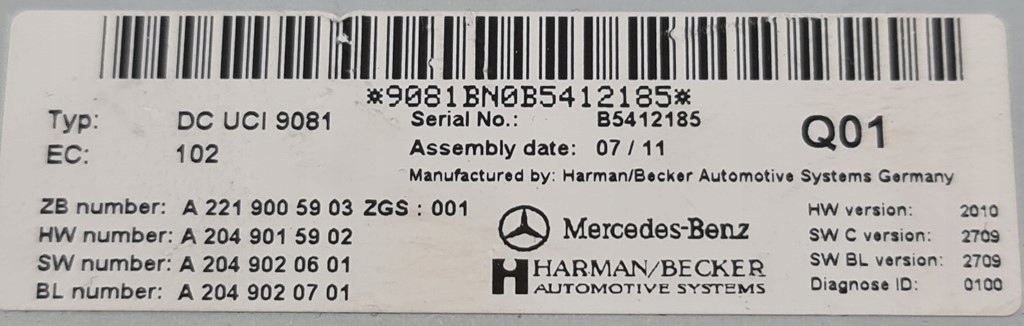 *9081BN0B5412185*
Typ: DC UCI 9081
Serial No.: B5412185
Q01
EC: 102
Assembly date: 07 / 11
Manufactured by: Harman/Becker Automotive Systems Germany
ZB number: A 221 900 59 03 ZGS : 001
HW number: A 204 901 59 02
SW number: A 204 902 06 01
BL number: A 204 902 07 01
Mercedes-Benz
HARMAN/BECKER
AUTOMOTIVE SYSTEMS
HW version: 2010
SW C version: 2709
SW BL version: 2709
Diagnose ID: 0100